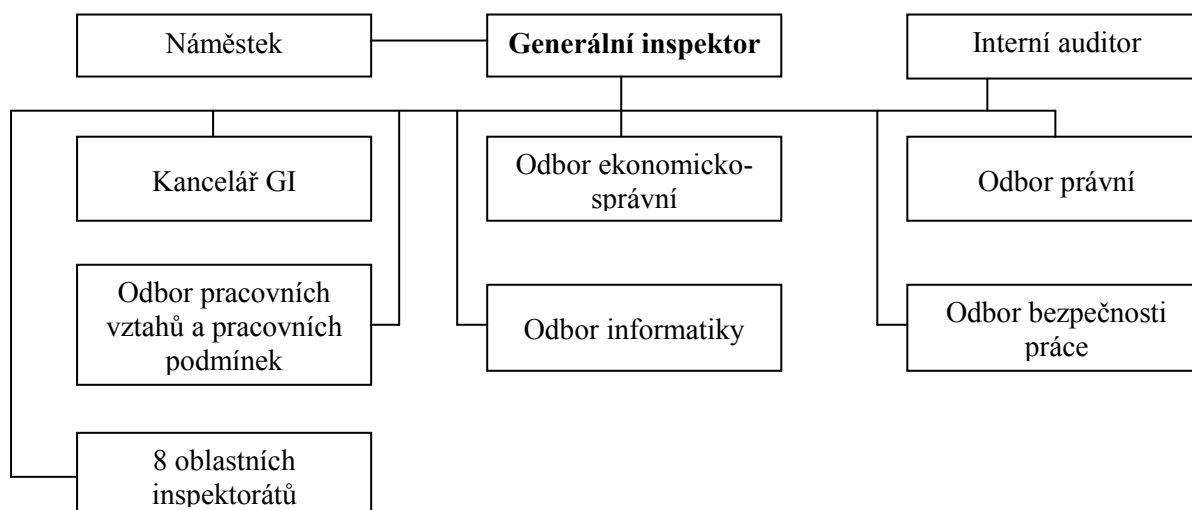 Náměstek
Generální inspektor
Interní auditor
Kancelář GI
Odbor ekonomicko-
správní
Odbor právní
Odbor pracovních
vztahů a pracovních
podmínek
Odbor informatiky
Odbor bezpečnosti
práce
8 oblastních
inspektorátů